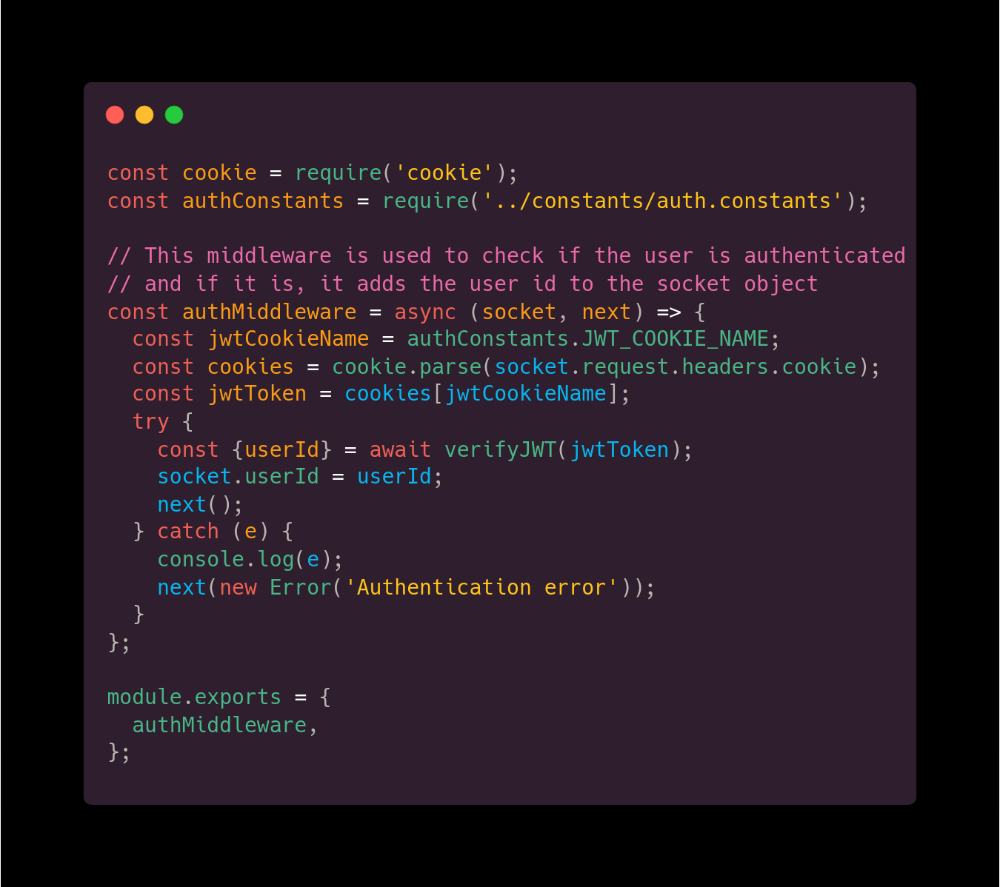 const cookie = require('cookie');
const authConstants = require('../constants/auth.constants');

// This middleware is used to check if the user is authenticated
// and if it is, it adds the user id to the socket object
const authMiddleware = async (socket, next) => {
  const jwtCookieName = authConstants.JWT_COOKIE_NAME;
  const cookies = cookie.parse(socket.request.headers.cookie);
  const jwtToken = cookies[jwtCookieName];
  try {
    const {userId} = await verifyJWT(jwtToken);
    socket.userId = userId;
    next();
  } catch (e) {
    console.log(e);
    next(new Error('Authentication error'));
  }
};

module.exports = {
  authMiddleware,
};